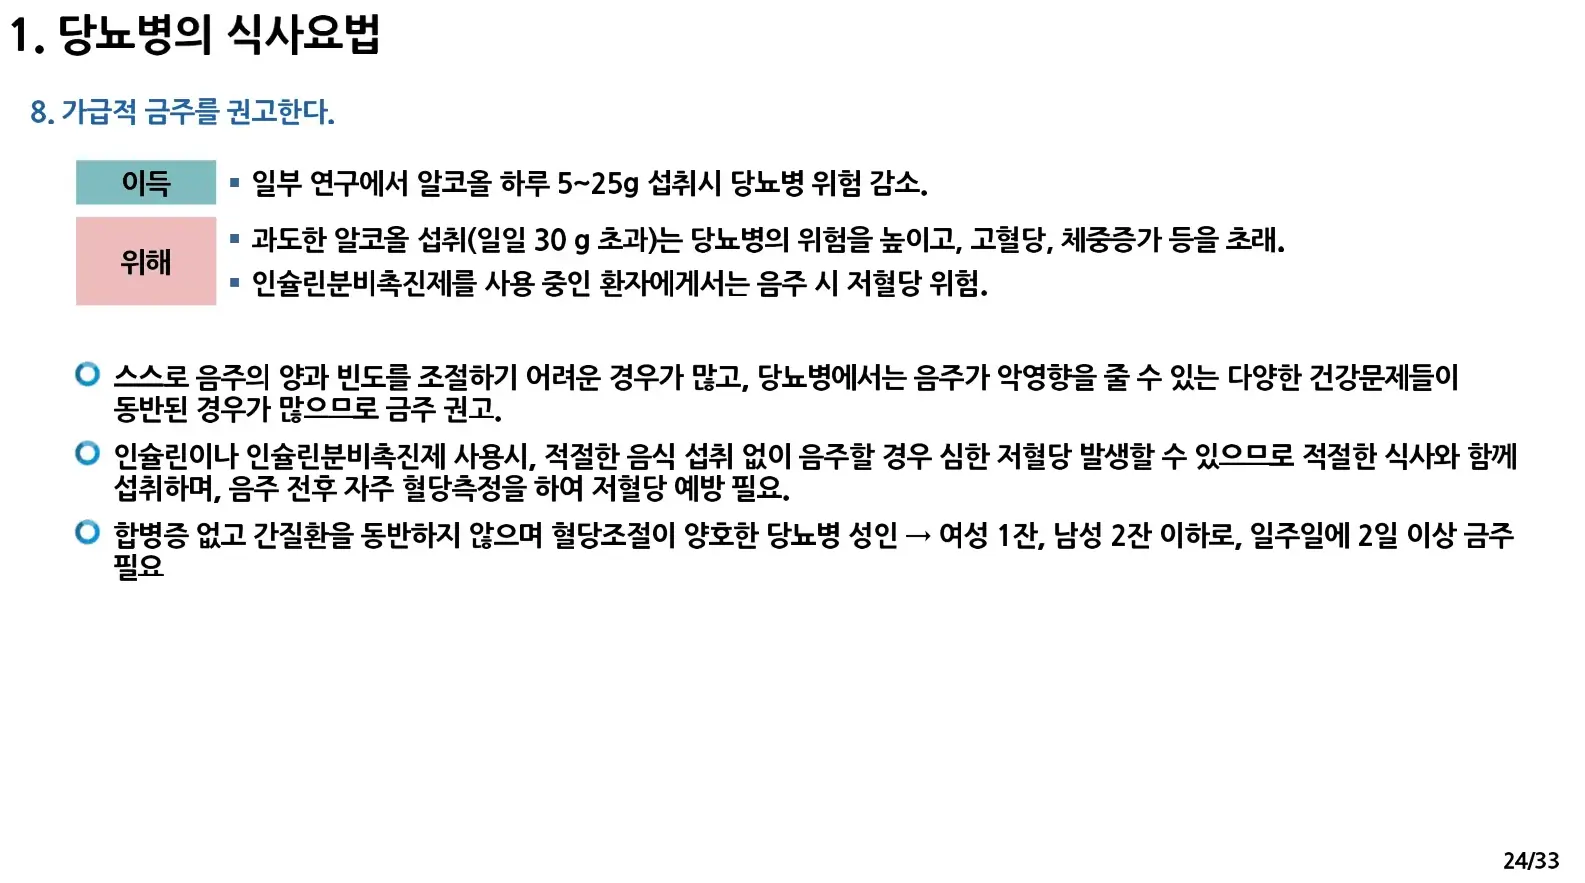 1. 당뇨병의 식사요법
8. 가급적 금주를 권고한다.
이득
▪ 일부 연구에서 알코올 하루 5~25g 섭취시 당뇨병 위험 감소.
위해
▪ 과도한 알코올 섭취(일일 30 g 초과)는 당뇨병의 위험을 높이고, 고혈당, 체중증가 등을 초래.
▪ 인슐린분비촉진제를 사용 중인 환자에게서는 음주 시 저혈당 위험.
스스로 음주의 양과 빈도를 조절하기 어려운 경우가 많고, 당뇨병에서는 음주가 악영향을 줄 수 있는 다양한 건강문제들이
동반된 경우가 많으므로 금주 권고.
인슐린이나 인슐린분비촉진제 사용시, 적절한 음식 섭취 없이 음주할 경우 심한 저혈당 발생할 수 있으므로 적절한 식사와 함께
섭취하며, 음주 전후 자주 혈당측정을 하여 저혈당 예방 필요.
합병증 없고 간질환을 동반하지 않으며 혈당조절이 양호한 당뇨병 성인 → 여성 1잔, 남성 2잔 이하로, 일주일에 2일 이상 금주
필요
24/33